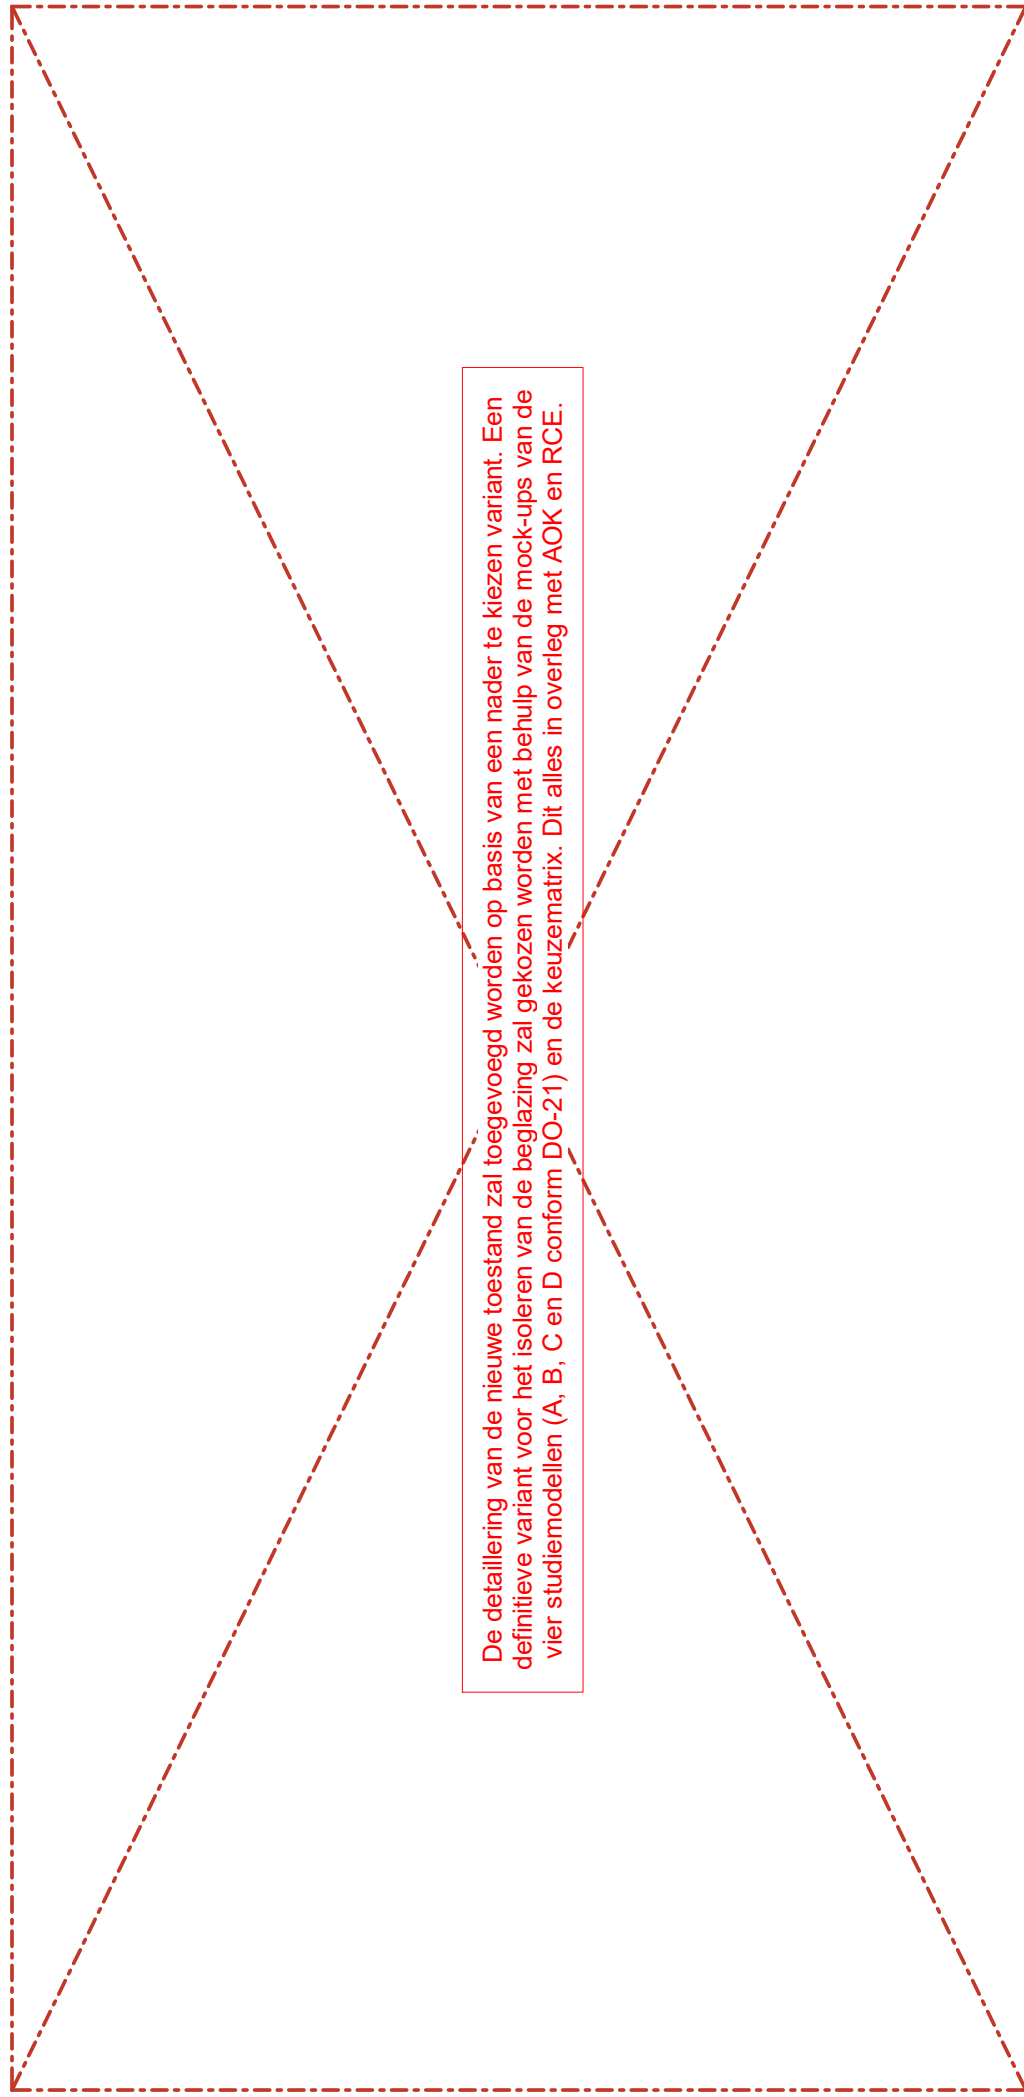 De detaillering van de nieuwe toestand zal toegevoegd worden op basis van een nader te kiezen variant. Een
definitieve variant voor het isoleren van de beglazing zal gekozen worden met behulp van de mock-ups van de
vier studiemodellen (A, B, C en D conform DO-21) en de keuzematrix. Dit alles in overleg met AOK en RCE.